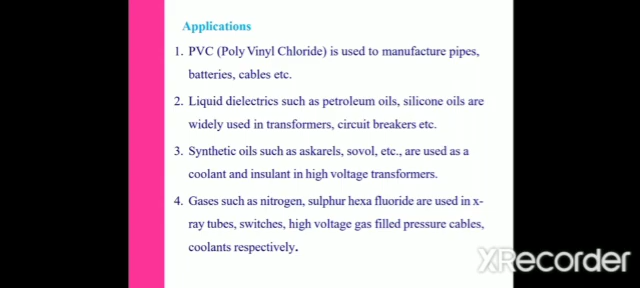 Applications
1. PVC (Poly Vinyl Chloride) is used to manufacture pipes,
batteries, cables etc.
2. Liquid dielectrics such as petroleum oils, silicone oils are
widely used in transformers, circuit breakers etc.
3. Synthetic oils such as askarels, sovol, etc., are used as a
coolant and insulant in high voltage transformers.
4. Gases such as nitrogen, sulphur hexa fluoride are used in x-
ray tubes, switches, high voltage gas filled pressure cables,
coolants respectively.
XRecorder